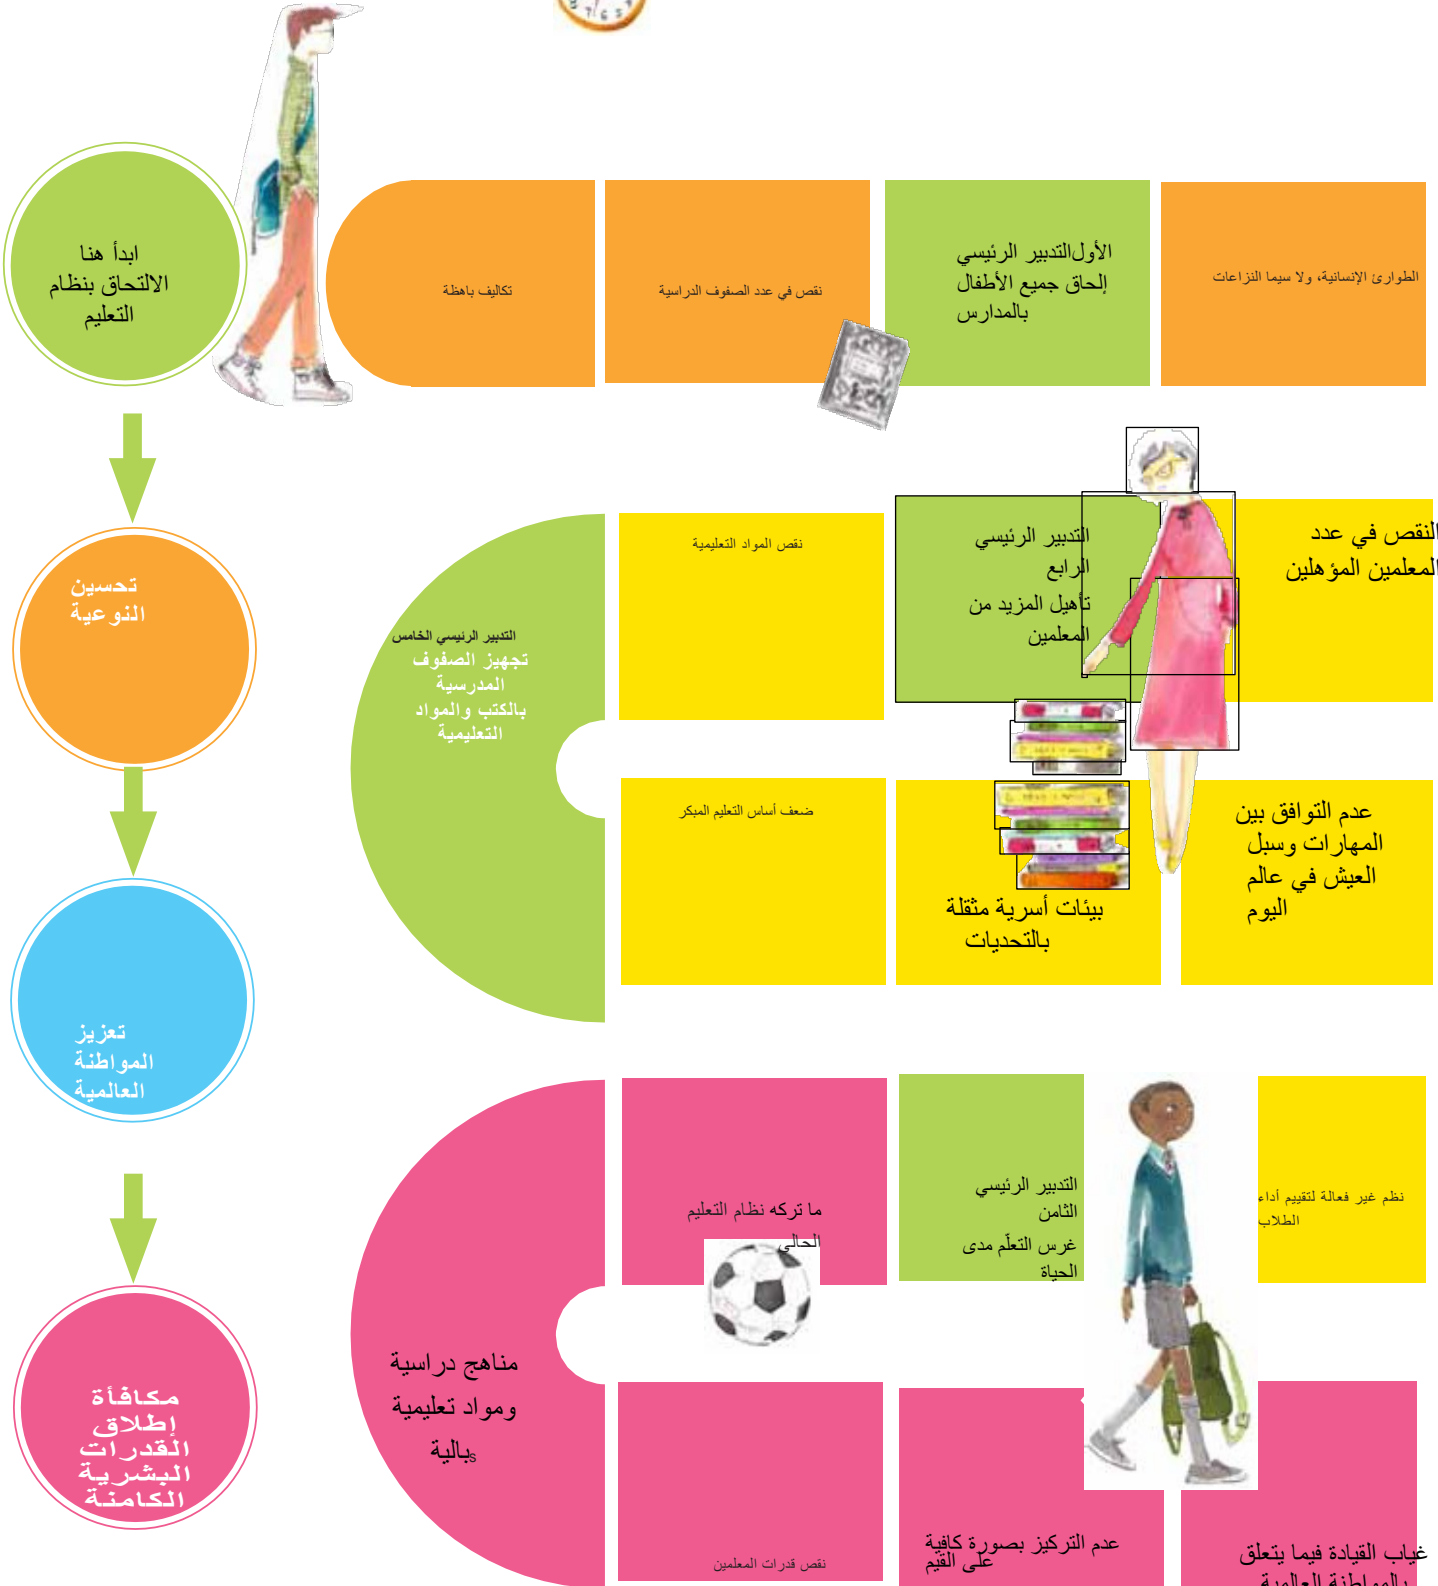 ابدأ هنا
الالتحاق بنظام
التعليم
تكاليف باهظة
نقص في عدد الصفوف الدراسية
الأول‌التدبير الرئيسي
إلحاق جميع الأطفال
بالمدارس
الطوارئ الإنسانية، ولا سيما النزاعات
تحسين
النوعية
التدبير الرئيسي الخامس
تجهيز الصفوف
المدرسية
بالكتب والمواد
التعليمية
نقص المواد التعليمية
التدبير الرئيسي
الرابع
تأهيل المزيد من
المعلمين
النقص في عدد
المعلمين المؤهلين
ضعف أساس التعليم المبكر
بيئات أسرية مثقلة
بالتحديات
عدم التوافق بين
المهارات وسبل
العيش في عالم
اليوم
تعزيز
المواطنة
العالمية
ما تركه نظام التعليم
الحالي
التدبير الرئيسي
الثامن
غرس التعلّم مدى
الحياة
نظم غير فعالة لتقييم أداء
الطلاب
مكافأة
إطلاق
القدرات
البشرية
الكامنة
مناهج دراسية
ومواد تعليمية
بالية
s
نقص قدرات المعلمين
عدم التركيز بصورة كافية
على القيم
غياب القيادة فيما يتعلق
بالمواطنة العالمية